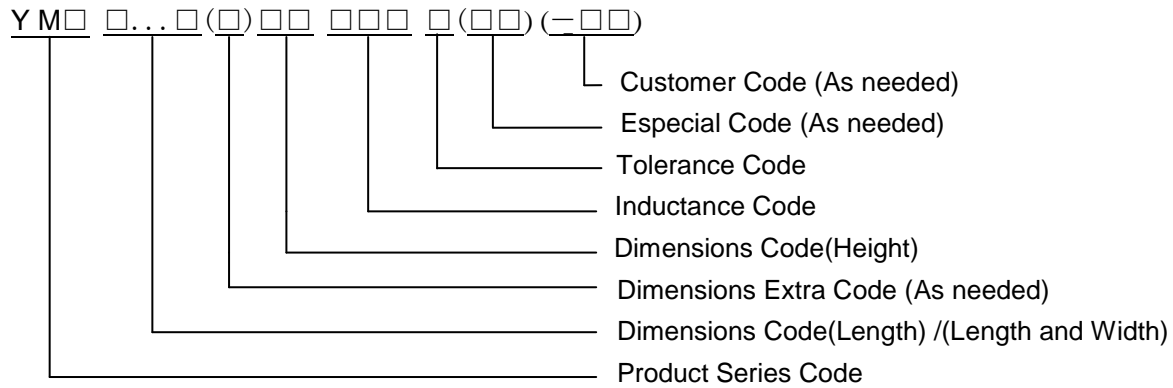 YM□ □...□(□)□□ □□□ □(□□)(-□□)
Customer Code (As needed)
Especial Code (As needed)
Tolerance Code
Inductance Code
Dimensions Code(Height)
Dimensions Extra Code (As needed)
Dimensions Code(Length) /(Length and Width)
Product Series Code